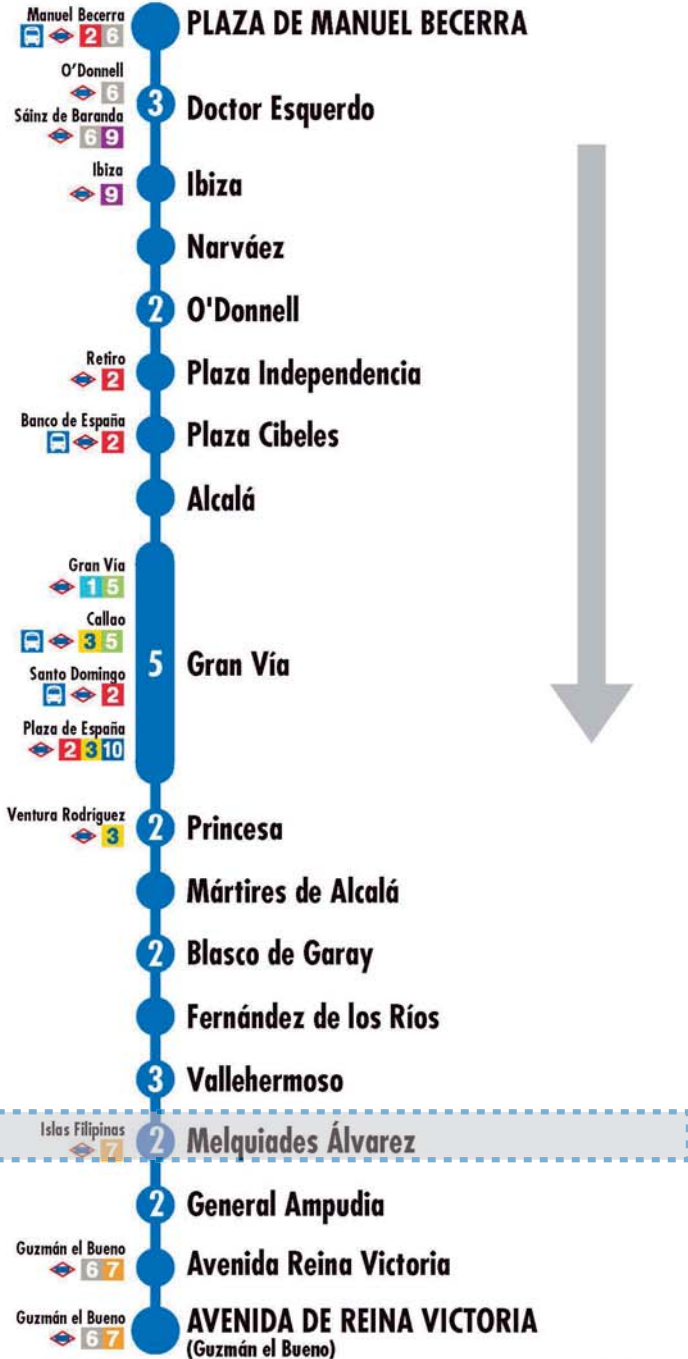 Manuel Becerra
2 6
PLAZA DE MANUEL BECERRA
O'Donnell
6
3 Doctor Esquerdo
Sáinz de Baranda
6 9
Ibiza
9
Ibiza
Narváez
2 O'Donnell
Retiro
2
Plaza Independencia
Banco de España
2
Plaza Cibeles
Alcalá
Gran Vía
1 5
Callao
3 5
5 Gran Vía
Santo Domingo
2
Plaza de España
2 3 10
Ventura Rodríguez
3
2 Princesa
Mártires de Alcalá
2 Blasco de Garay
Fernández de los Ríos
3 Vallehermoso
Islas Filipinas
7
2 Melquiades Álvarez
2 General Ampudia
Guzmán el Bueno
6 7
Avenida Reina Victoria
Guzmán el Bueno
6 7
AVENIDA DE REINA VICTORIA
(Guzmán el Bueno)